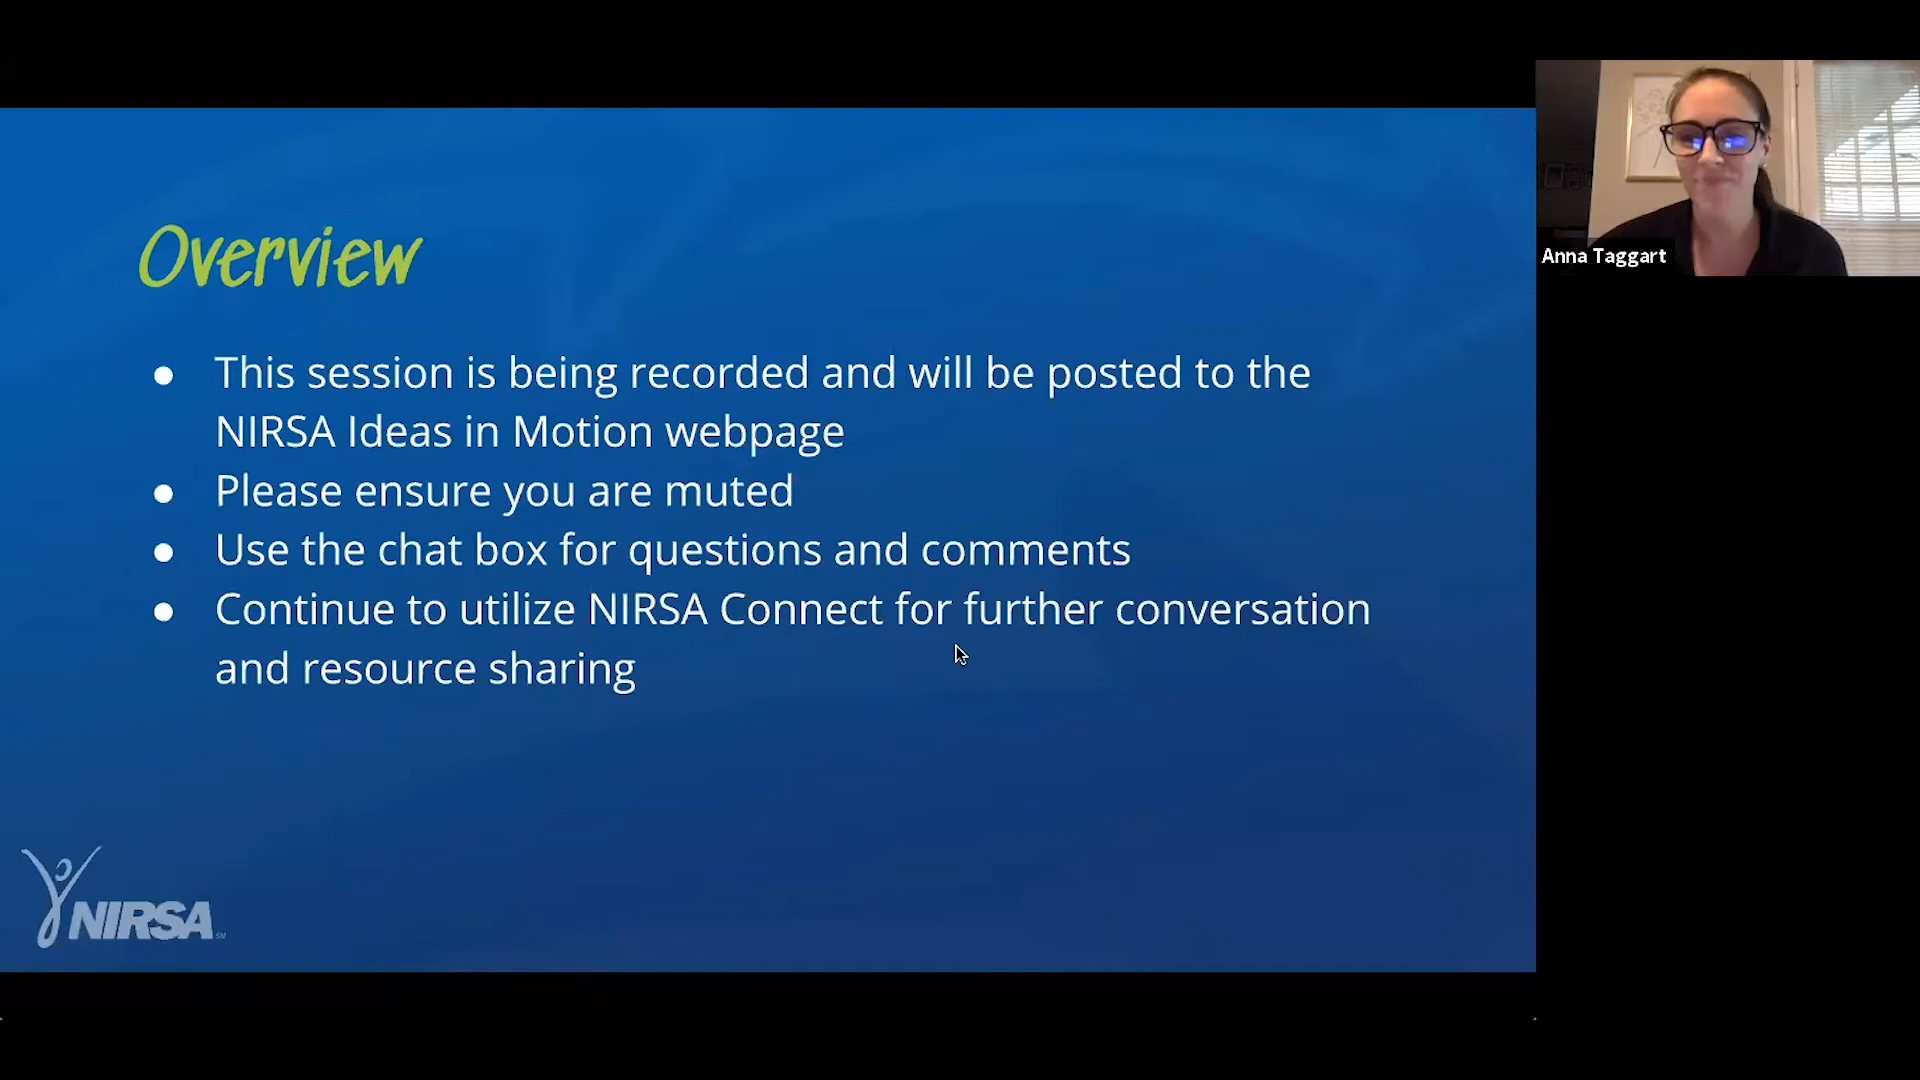 Overview
● This session is being recorded and will be posted to the
NIRSA Ideas in Motion webpage
● Please ensure you are muted
● Use the chat box for questions and comments
● Continue to utilize NIRSA Connect for further conversation
and resource sharing
NIRSA SM
Anna Taggart